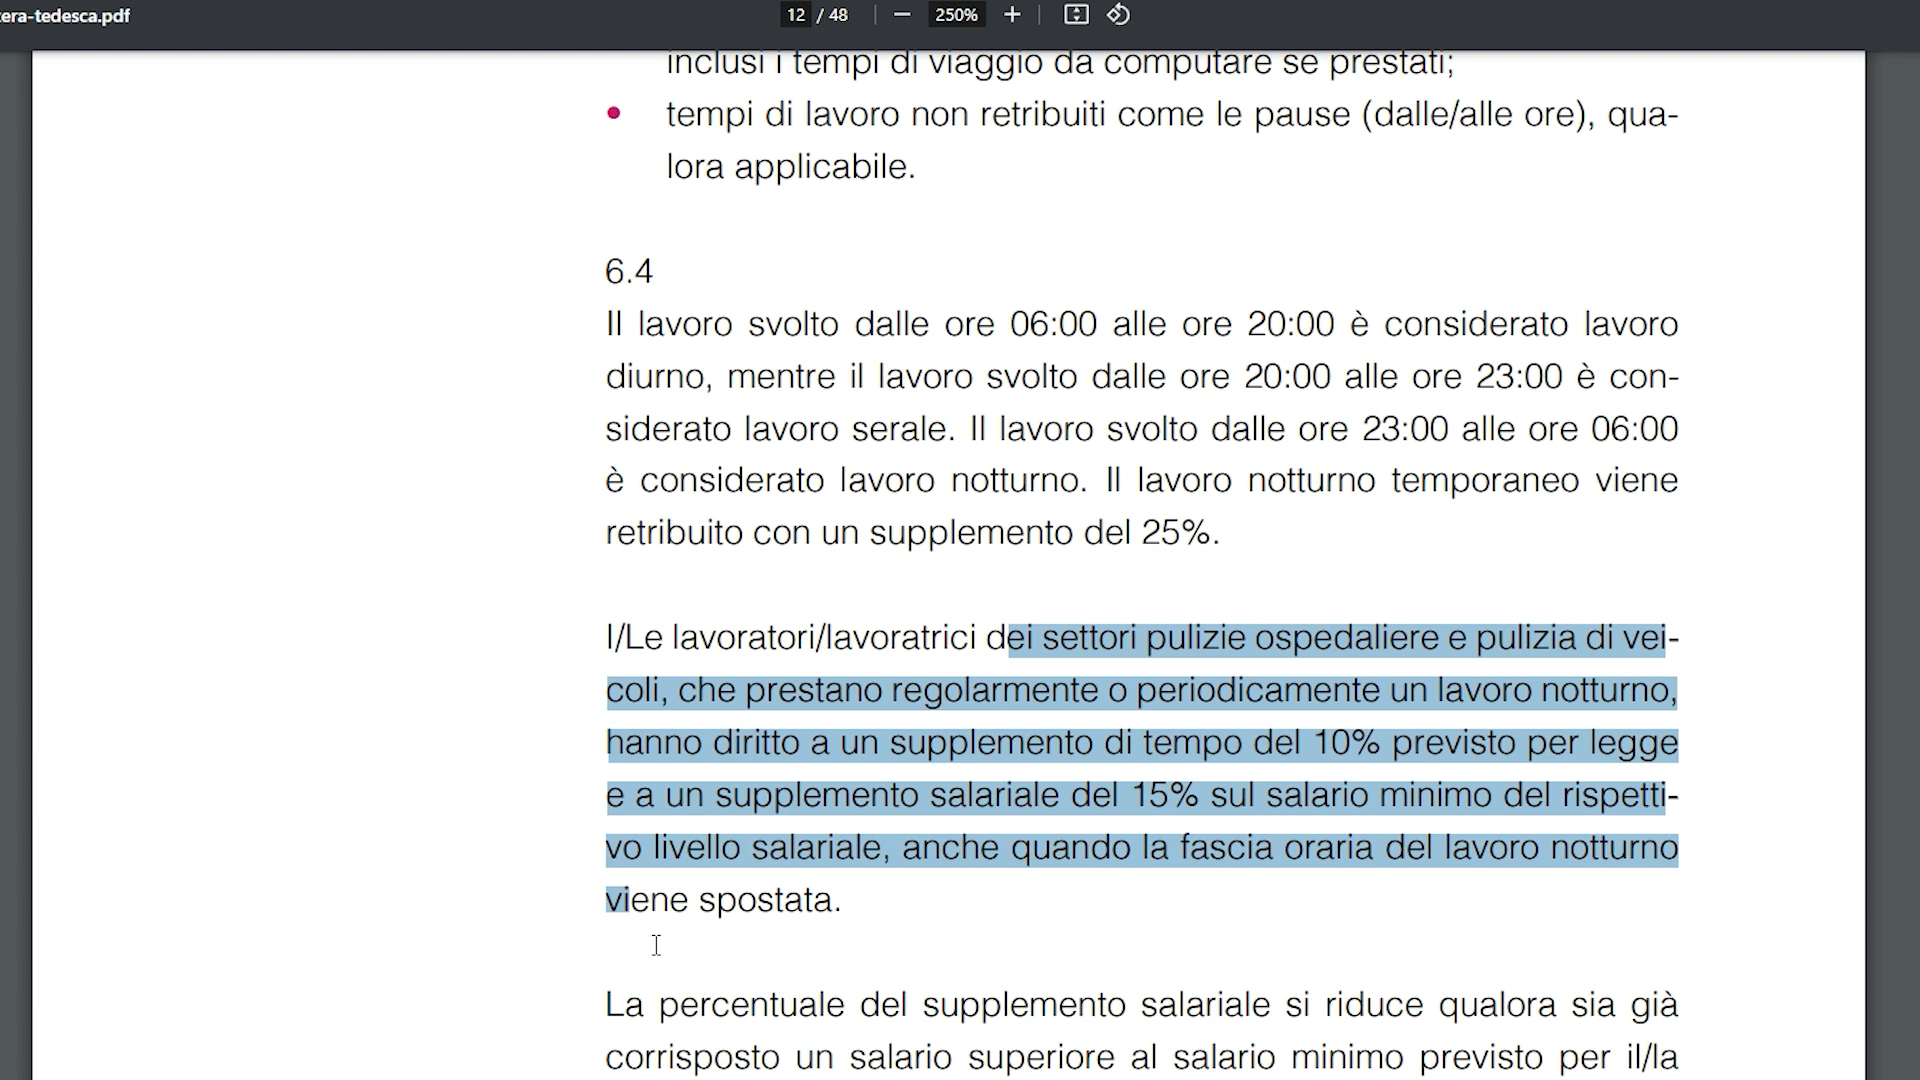 era-tedesca.pdf
12 / 48
250%
inclusi i tempi di viaggio da computare se prestati;
tempi di lavoro non retribuiti come le pause (dalle/alle ore), qua-
lora applicabile.
6.4
Il lavoro svolto dalle ore 06:00 alle ore 20:00 è considerato lavoro
diurno, mentre il lavoro svolto dalle ore 20:00 alle ore 23:00 è con-
siderato lavoro serale. Il lavoro svolto dalle ore 23:00 alle ore 06:00
è considerato lavoro notturno. Il lavoro notturno temporaneo viene
retribuito con un supplemento del 25%.
I/Le lavoratori/lavoratrici dei settori pulizie ospedaliere e pulizia di vei-
coli, che prestano regolarmente o periodicamente un lavoro notturno,
hanno diritto a un supplemento di tempo del 10% previsto per legge
e a un supplemento salariale del 15% sul salario minimo del rispetti-
vo livello salariale, anche quando la fascia oraria del lavoro notturno
viene spostata.
La percentuale del supplemento salariale si riduce qualora sia già
corrisposto un salario superiore al salario minimo previsto per il/la